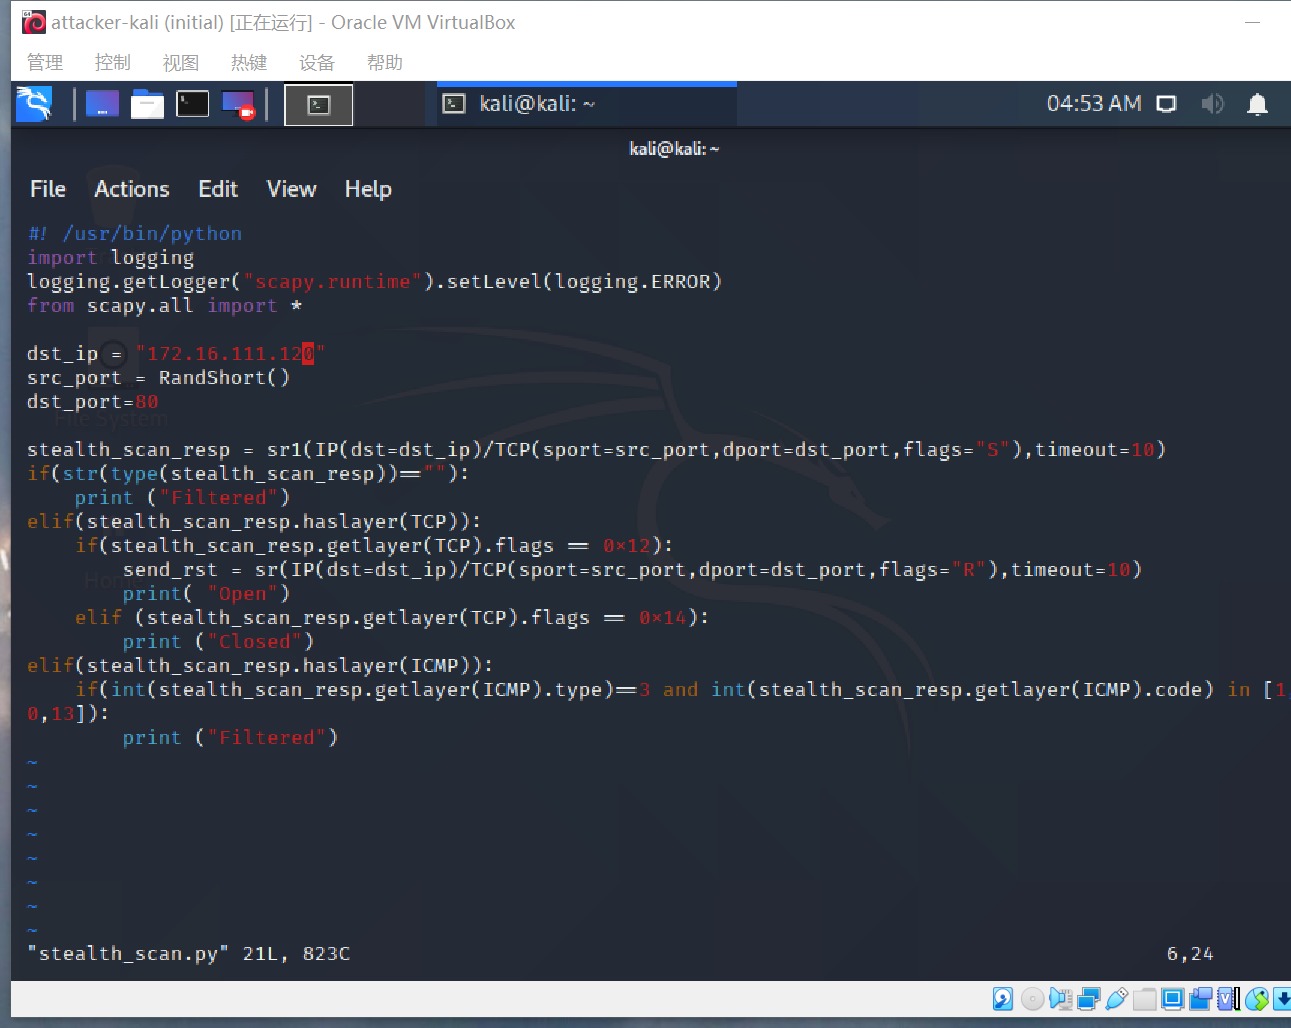 attacker-kali (initial) [正在运行] - Oracle VM VirtualBox
管理 控制 视图 热键 设备 帮助
kali@kali: ~ 04:53 AM
kali@kali: ~
File Actions Edit View Help
#! /usr/bin/python
import logging
logging.getLogger("scapy.runtime").setLevel(logging.ERROR)
from scapy.all import *
dst_ip = "172.16.111.120"
src_port = RandShort()
dst_port=80
File System
stealth_scan_resp = sr1(IP(dst=dst_ip)/TCP(sport=src_port,dport=dst_port,flags="S"),timeout=10)
if(str(type(stealth_scan_resp))==""):
print ("Filtered")
elif(stealth_scan_resp.haslayer(TCP)):
if(stealth_scan_resp.getlayer(TCP).flags == 0×12):
send_rst = sr(IP(dst=dst_ip)/TCP(sport=src_port,dport=dst_port,flags="R"),timeout=10)
Home
print( "Open")
elif (stealth_scan_resp.getlayer(TCP).flags == 0×14):
print ("Closed")
elif(stealth_scan_resp.haslayer(ICMP)):
if(int(stealth_scan_resp.getlayer(ICMP).type)==3 and int(stealth_scan_resp.getlayer(ICMP).code) in [1,
0,13]):
print ("Filtered")
~
~
~
~
~
~
~
~
"stealth_scan.py" 21L, 823C 6,24